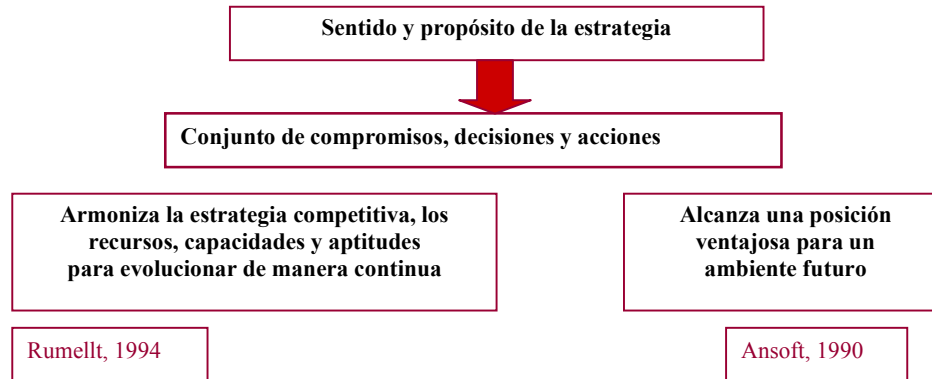 Sentido y propósito de la estrategia
Conjunto de compromisos, decisiones y acciones
Armoniza la estrategia competitiva, los
recursos, capacidades y aptitudes
para evolucionar de manera continua
Alcanza una posición
ventajosa para un
ambiente futuro
Rumellt, 1994
Ansoft, 1990